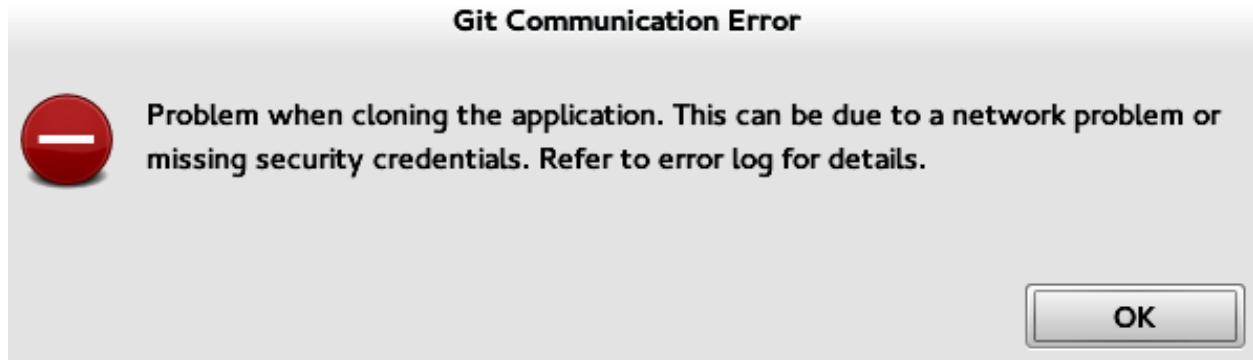 Git Communication Error
Problem when cloning the application. This can be due to a network problem or
missing security credentials. Refer to error log for details.
OK